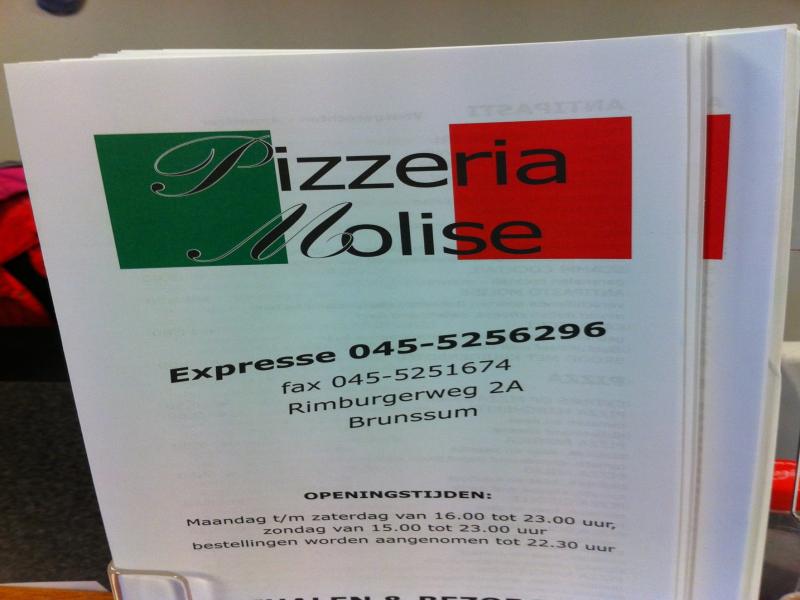 Pizzeria
Molise
Expresse 045-5256296
fax 045-5251674
Rimburgerweg 2A
Brunssum
OPENINGSTIJDEN:
Maandag t/m zaterdag van 16.00 tot 23.00 uur,
zondag van 15.00 tot 23.00 uur
bestellingen worden aangenomen tot 22.30 uur